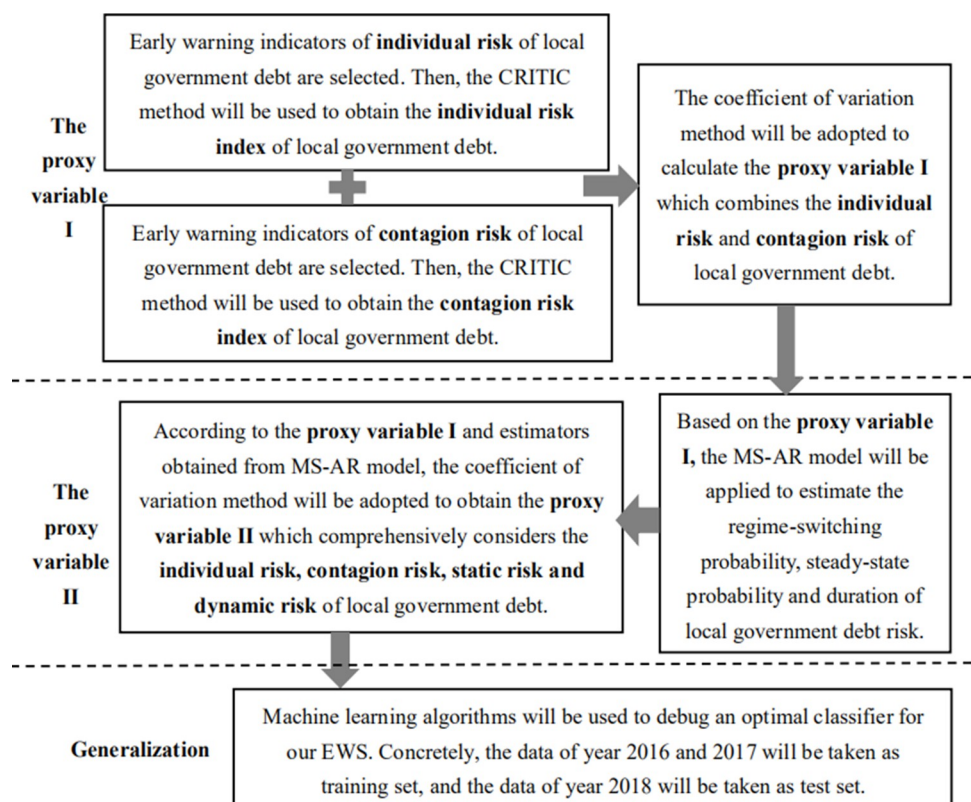 The
proxy
variable
I
Early warning indicators of individual risk of local
government debt are selected. Then, the CRITIC
method will be used to obtain the individual risk
index of local government debt.
Early warning indicators of contagion risk of local
government debt are selected. Then, the CRITIC
method will be used to obtain the contagion risk
index of local government debt.
The coefficient of variation
method will be adopted to
calculate the proxy variable I
which combines the individual
risk and contagion risk of
local government debt.
The
proxy
variable
II
According to the proxy variable I and estimators
obtained from MS-AR model, the coefficient of
variation method will be adopted to obtain the proxy
variable II which comprehensively considers the
individual risk, contagion risk, static risk and
dynamic risk of local government debt.
Based on the proxy variable
I, the MS-AR model will be
applied to estimate the
regime-switching
probability, steady-state
probability and duration of
local government debt risk.
Generalization
Machine learning algorithms will be used to debug an optimal classifier for
our EWS. Concretely, the data of year 2016 and 2017 will be taken as
training set, and the data of year 2018 will be taken as test set.